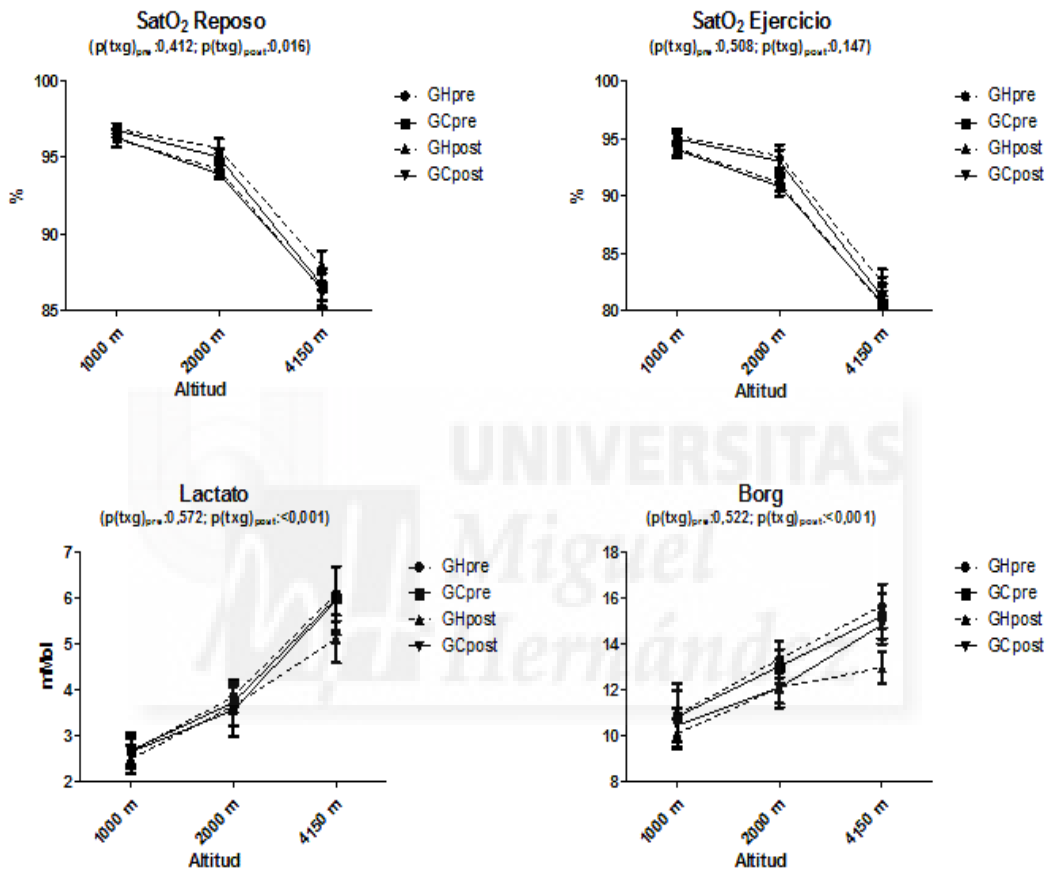 SatO₂ Reposo
(p(txg)pre:0,412; p(txg)post:0,016)
100
95
90
85
%
1000 m
2000 m
4150 m
Altitud
GHpre
GCpre
GHpost
GCpost
SatO₂ Ejercicio
(p(txg)pre:0,508; p(txg)post:0,147)
100
95
90
85
80
%
1000 m
2000 m
4150 m
Altitud
GHpre
GCpre
GHpost
GCpost
UNIVERSITAS
Miguel
Hernández
Lactato
(p(txg)pre:0,572; p(txg)post:<0,001)
7
6
5
4
3
2
mMol
1000 m
2000 m
4150 m
Altitud
GHpre
GCpre
GHpost
GCpost
Borg
(p(txg)pre:0,522; p(txg)post:<0,001)
18
16
14
12
10
8
1000 m
2000 m
4150 m
Altitud
GHpre
GCpre
GHpost
GCpost